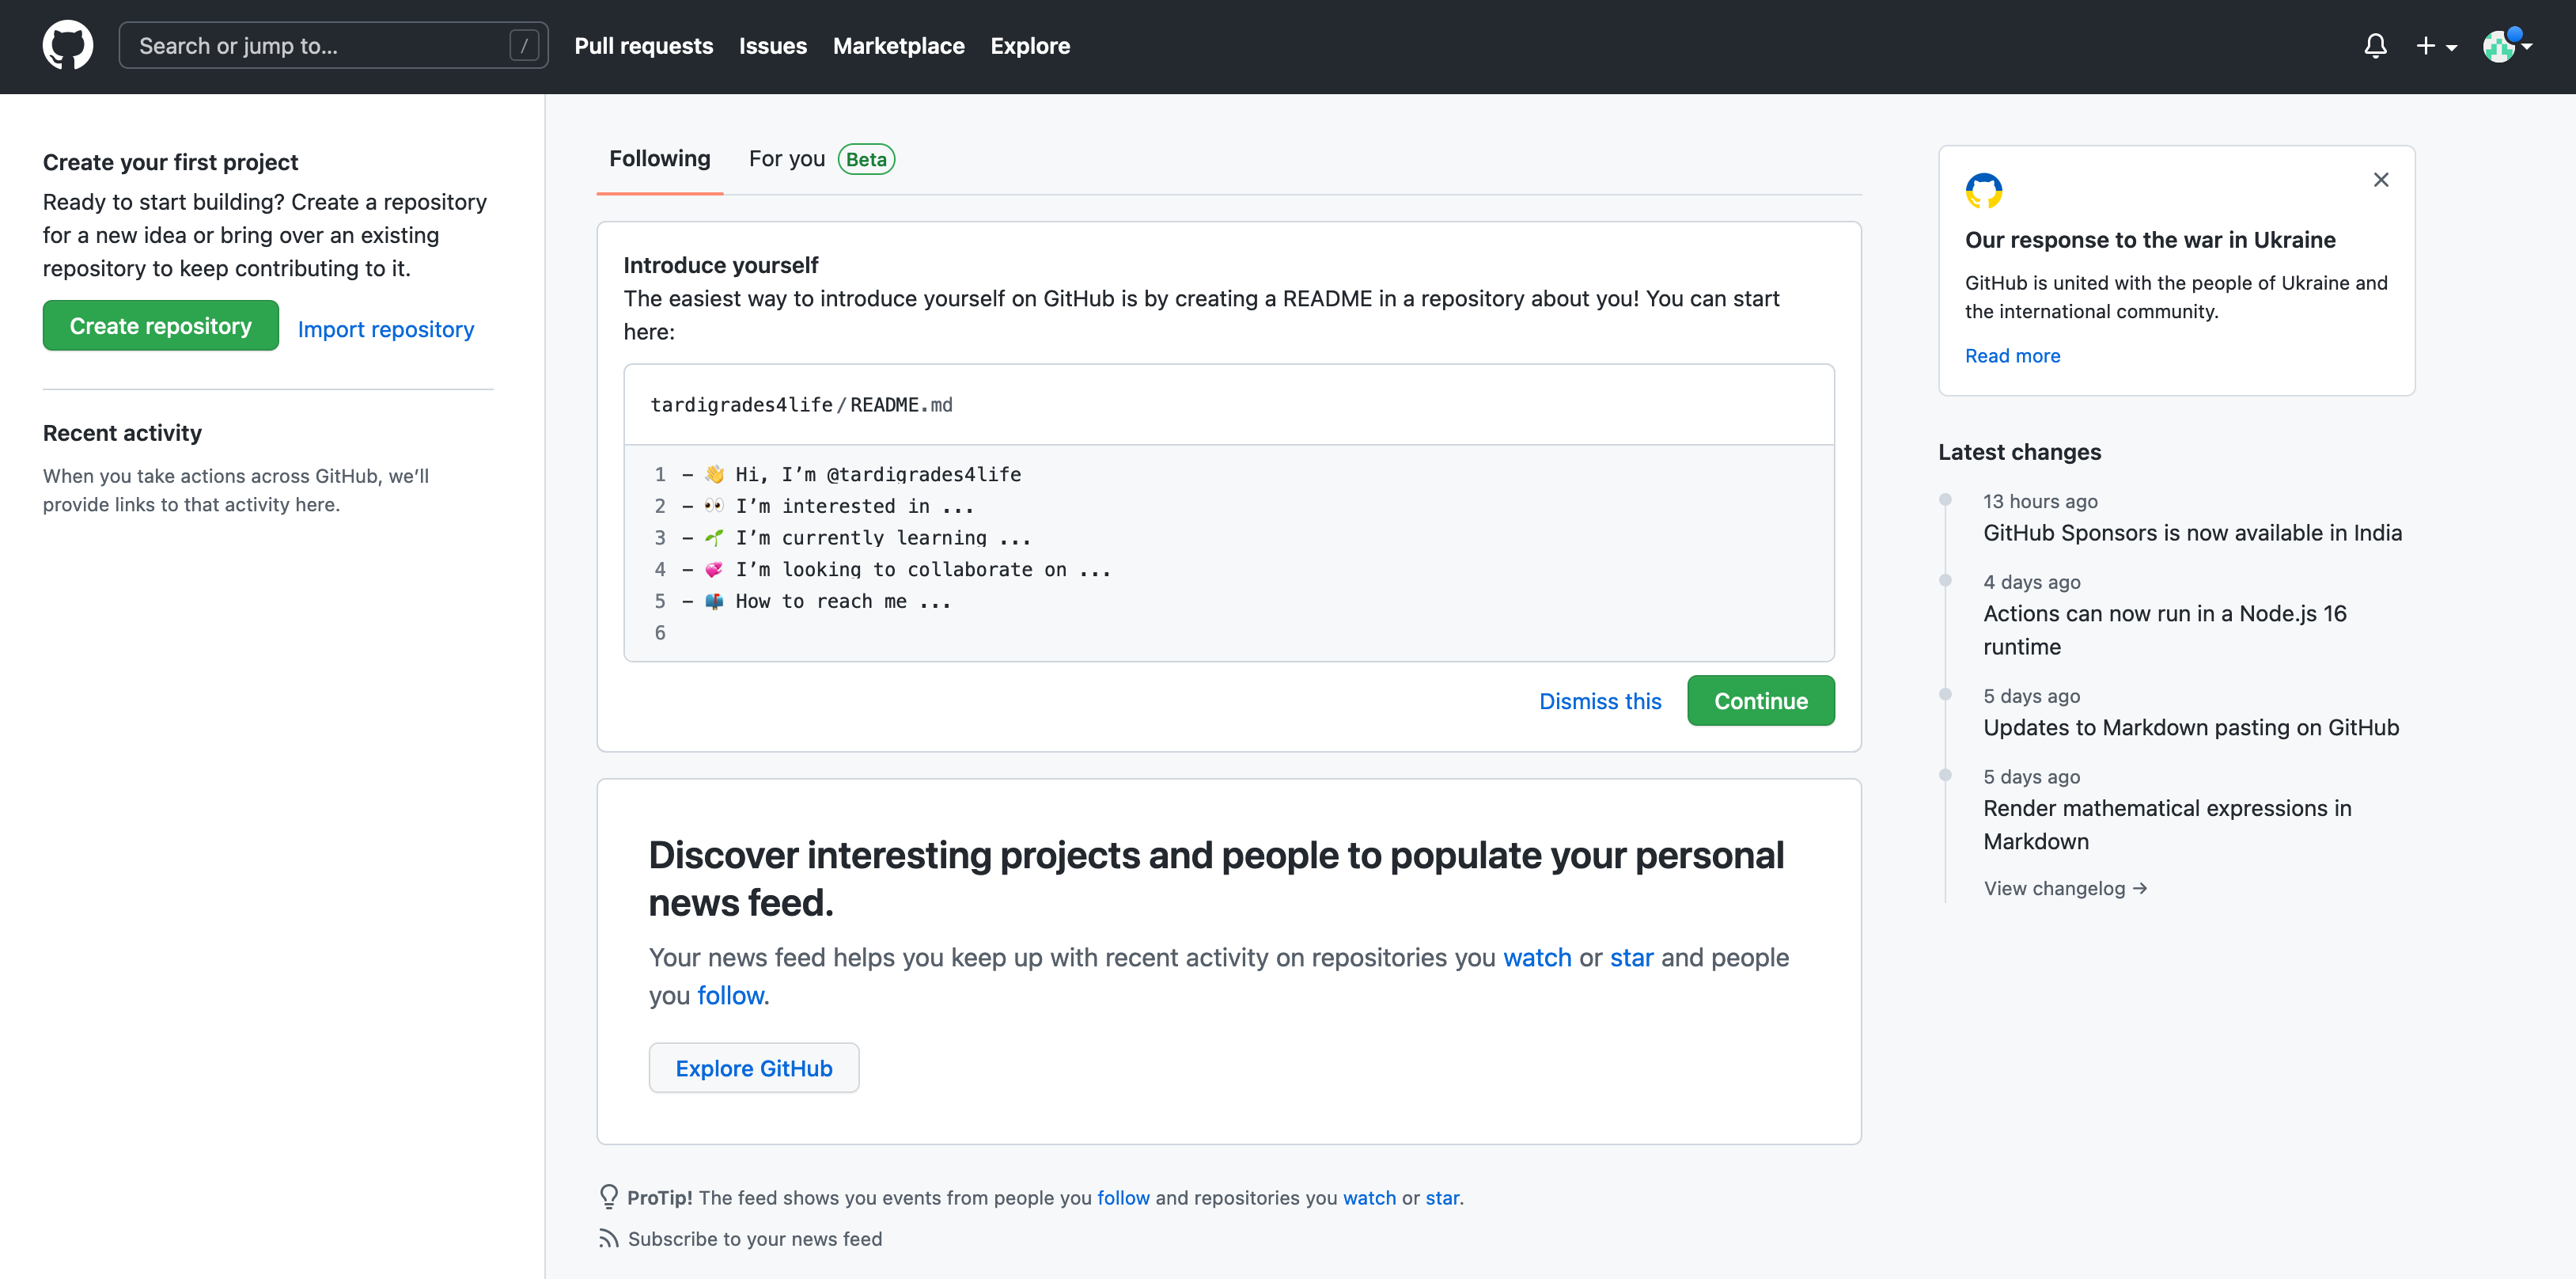 Search or jump to... /
Pull requests Issues Marketplace Explore
Create your first project
Ready to start building? Create a repository
for a new idea or bring over an existing
repository to keep contributing to it.
Create repository Import repository
Recent activity
When you take actions across GitHub, we’ll
provide links to that activity here.
Following For you Beta
Introduce yourself
The easiest way to introduce yourself on GitHub is by creating a README in a repository about you! You can start
here:
tardigrades4life/README.md
1 - 👋 Hi, I’m @tardigrades4life
2 - 👀 I’m interested in ...
3 - 🌱 I’m currently learning ...
4 - 💞️ I’m looking to collaborate on ...
5 - 📫 How to reach me ...
6
Dismiss this Continue
Discover interesting projects and people to populate your personal
news feed.
Your news feed helps you keep up with recent activity on repositories you watch or star and people
you follow.
Explore GitHub
ProTip! The feed shows you events from people you follow and repositories you watch or star.
Subscribe to your news feed
Our response to the war in Ukraine
GitHub is united with the people of Ukraine and
the international community.
Read more
Latest changes
13 hours ago
GitHub Sponsors is now available in India
4 days ago
Actions can now run in a Node.js 16
runtime
5 days ago
Updates to Markdown pasting on GitHub
5 days ago
Render mathematical expressions in
Markdown
View changelog →